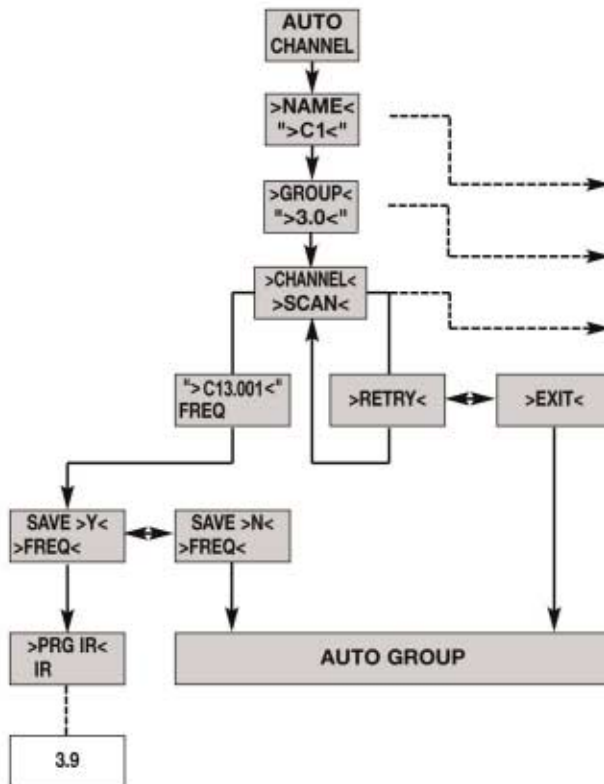 AUTO
CHANNEL
>NAME<
">C1<"
>GROUP<
">3.0<"
>CHANNEL<
>SCAN<
">C13.001<"
FREQ
>RETRY<
>EXIT<
SAVE >Y<
>FREQ<
SAVE >N<
>FREQ<
>PRG IR<
IR
AUTO GROUP
3.9